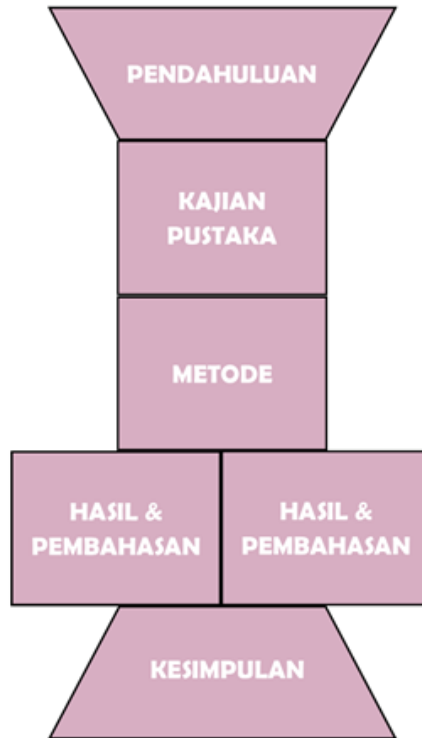 PENDAHULUAN
KAJIAN
PUSTAKA
METODE
HASIL &
PEMBAHASAN
HASIL &
PEMBAHASAN
KESIMPULAN